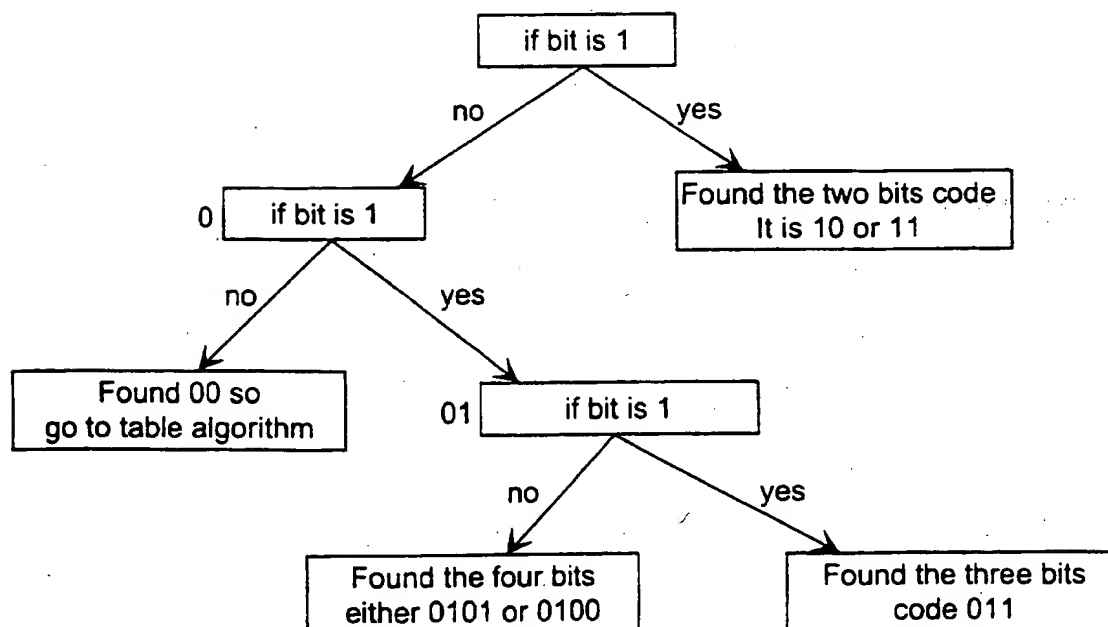 if bit is 1
no
yes
0
if bit is 1
Found the two bits code
It is 10 or 11
no
yes
Found 00 so
go to table algorithm
01
if bit is 1
no
yes
Found the four bits
either 0101 or 0100
Found the three bits
code 011